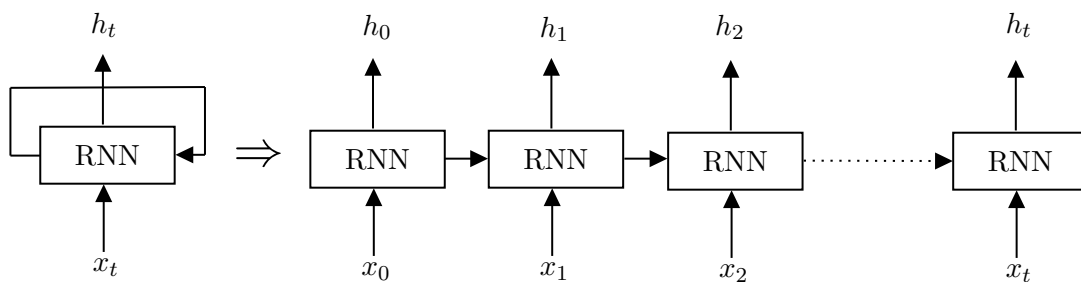 h_t h_0 h_1 h_2 h_t
RNN ⇒ RNN RNN RNN RNN
x_t x_0 x_1 x_2 x_t